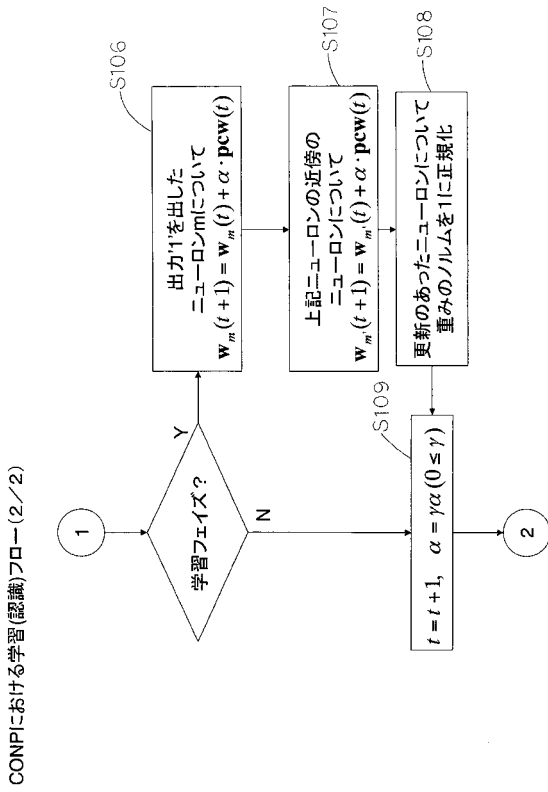 CONPIにおける学習(認識)フロー(2／2)
1
学習フェイズ?
Y
N
出力'1'を出した
ニューロンmについて
w_m(t+1) = w_m(t) + α·pcw(t)
S106
上記ニューロンの近傍の
ニューロンについて
w_m'(t+1) = w_m'(t) + α·pcw(t)
S107
更新のあったニューロンについて
重みのノルムを1に正規化
S108
t = t+1, α = γα (0 ≤ γ)
S109
2